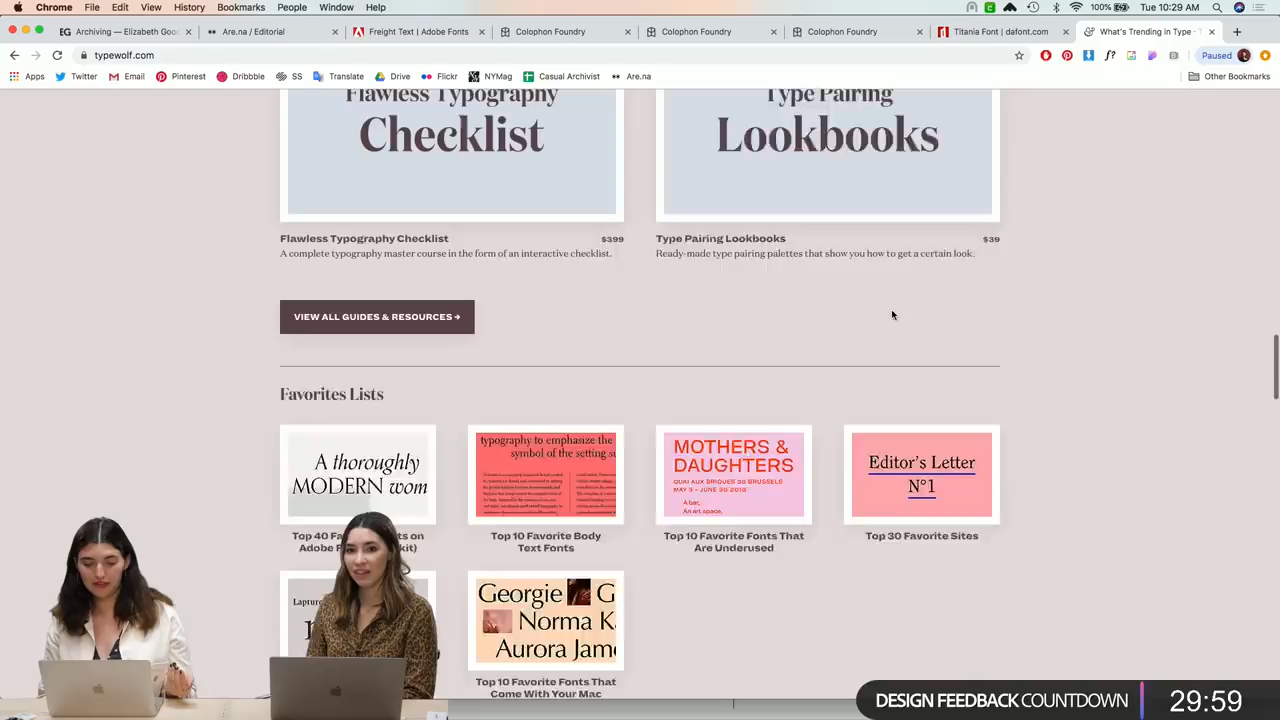 Chrome File Edit View History Bookmarks People Window Help
100% Tue 10:29 AM
Archiving — Elizabeth Goo
Are.na / Editorial
Freight Text | Adobe Fonts
Colophon Foundry
Colophon Foundry
Colophon Foundry
Titania Font | dafont.com
What's Trending in Type - T
typewolf.com
Paused
Apps Twitter Email Pinterest Dribbble SS Translate Drive Flickr NYMag Casual Archivist Are.na Other Bookmarks
Flawless Typography
Checklist
Type Pairing
Lookbooks
Flawless Typography Checklist $399
A complete typography master course in the form of an interactive checklist.
Type Pairing Lookbooks $39
Ready-made type pairing palettes that show you how to get a certain look.
VIEW ALL GUIDES & RESOURCES →
Favorites Lists
A thoroughly
MODERN wom
typography to emphasize the
symbol of the setting su
MOTHERS &
DAUGHTERS
QUAI AUX BRIQUES 33 BRUSSELS
MAY 3 – JUNE 30 2018
A bar,
An art space,
Editor's Letter
N°1
Top 40 Fa
ts on
Adobe F
kit)
Top 10 Favorite Body
Text Fonts
Top 10 Favorite Fonts That
Are Underused
Top 30 Favorite Sites
Georgie G
Norma K
Aurora Jame
Top 10 Favorite Fonts That
Come With Your Mac
DESIGN FEEDBACK COUNTDOWN 29:59